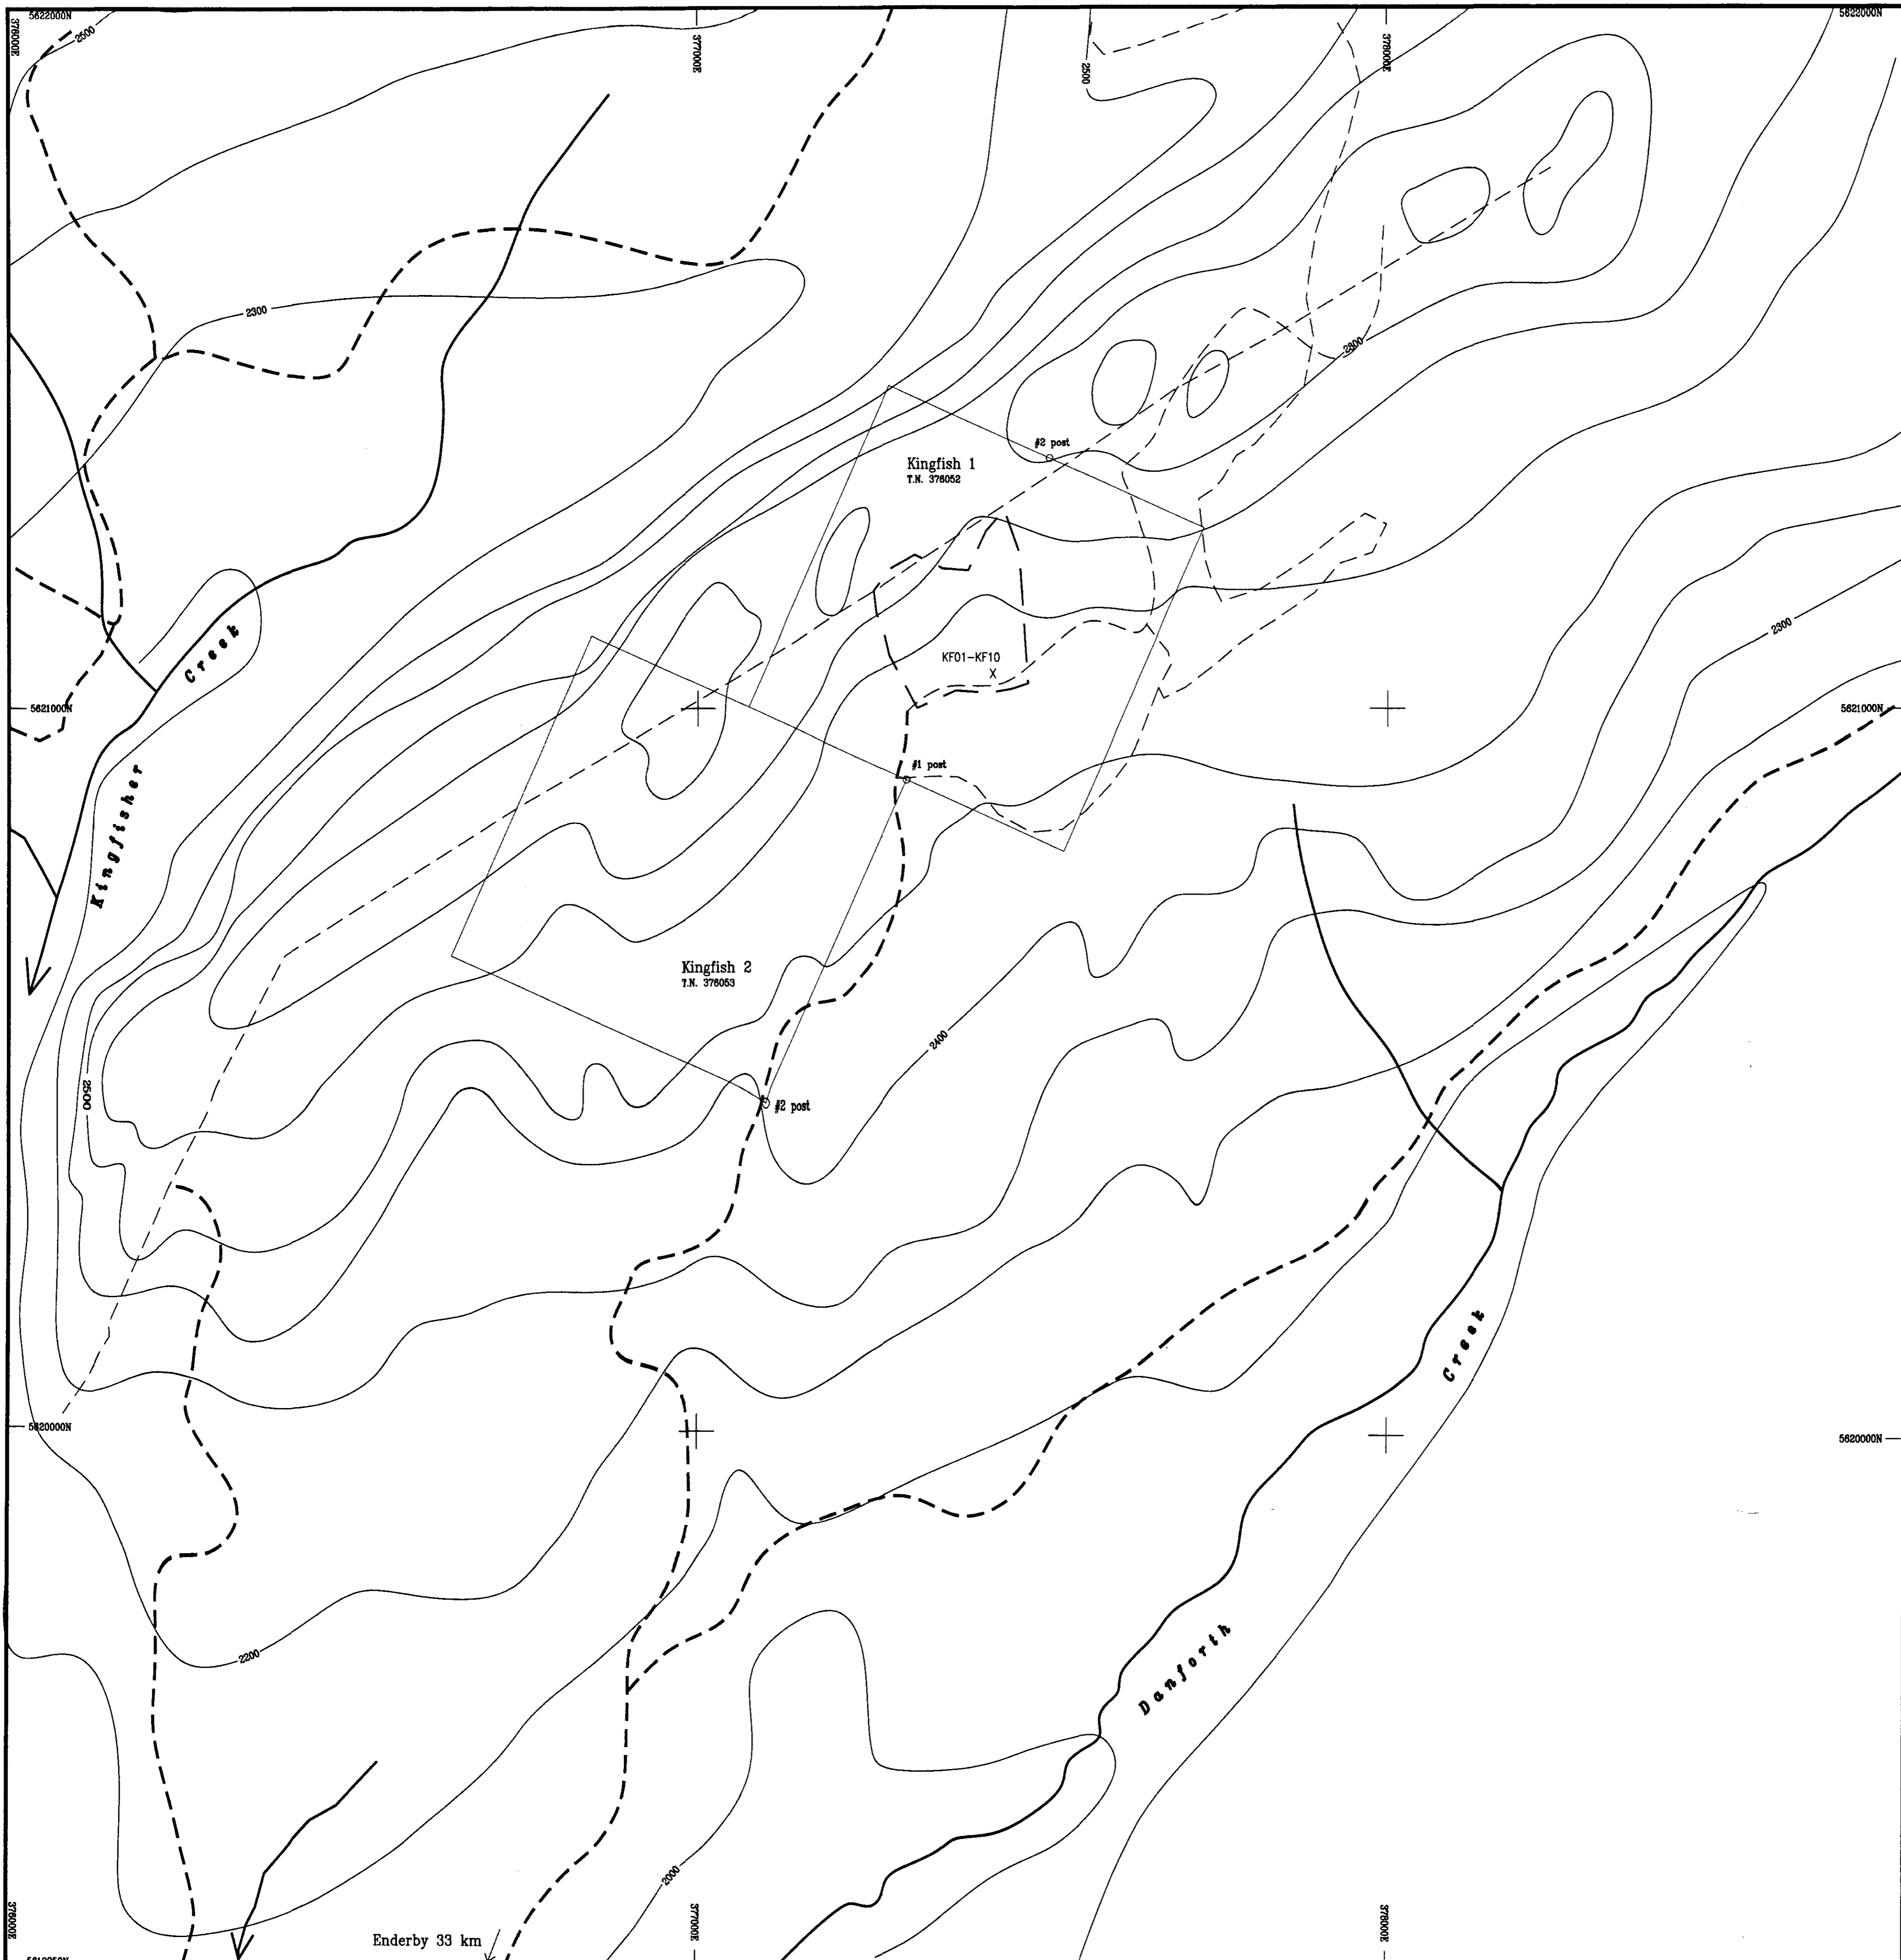 5622000N
5622000N
376000E
2500
377000E
2500
378000E
2300
2800
#2 post
Kingfish 1
T.N. 376052
2300
Creek
KF01-KF10
X
5621000N
5621000N
#1 post
Kingfisher
Kingfish 2
T.N. 376053
2400
2500
#2 post
Creek
5620000N
5620000N
2200
Danforth
2000
376000E
377000E
378000E
Enderby 33 km